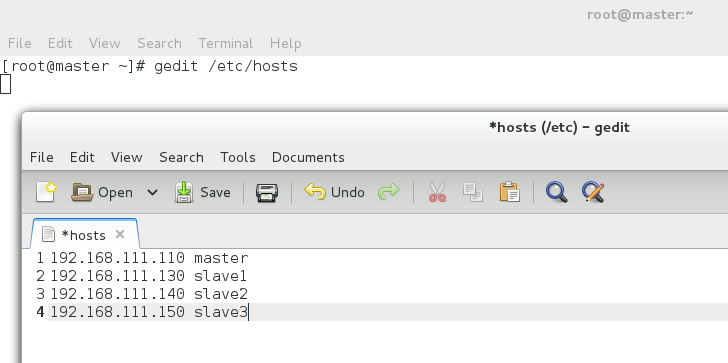 root@master:~
File Edit View Search Terminal Help
[root@master ~]# gedit /etc/hosts
*hosts (/etc) – gedit
File Edit View Search Tools Documents
Open Save Undo
*hosts ×
1 192.168.111.110 master
2 192.168.111.130 slave1
3 192.168.111.140 slave2
4 192.168.111.150 slave3